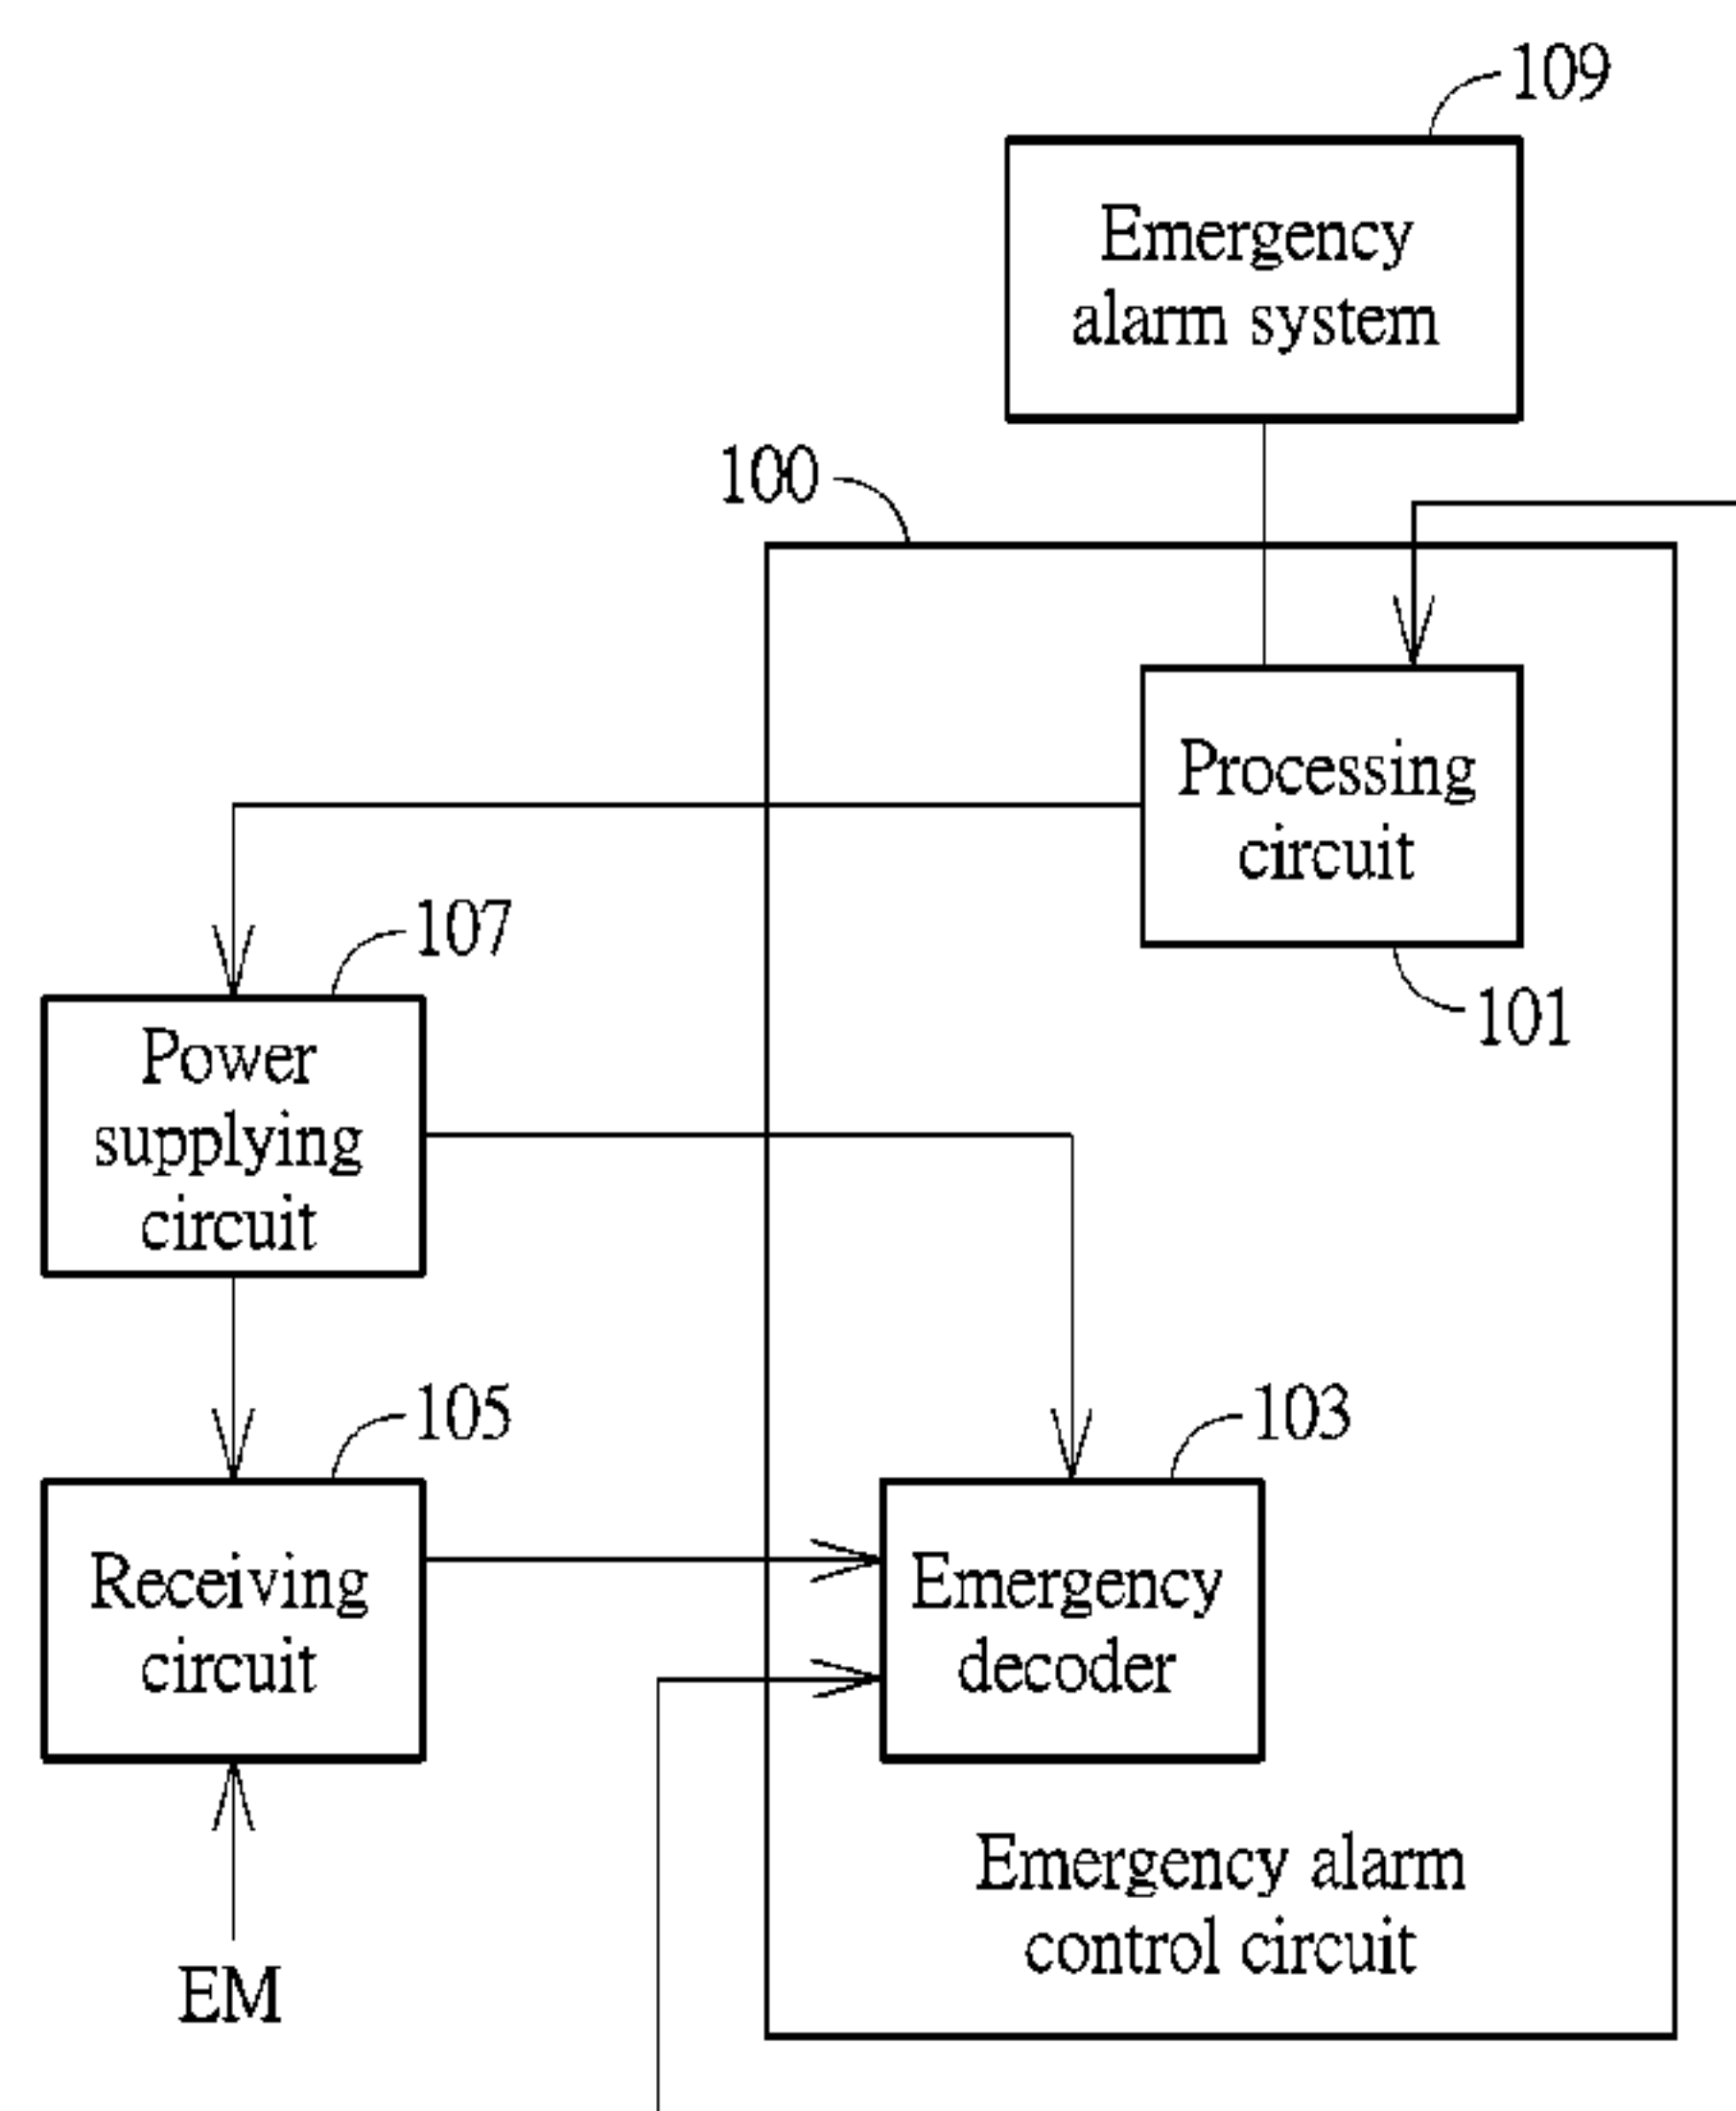 109
Emergency
alarm system
100
Processing
circuit
101
107
Power
supplying
circuit
105
Receiving
circuit
103
Emergency
decoder
Emergency alarm
control circuit
EM